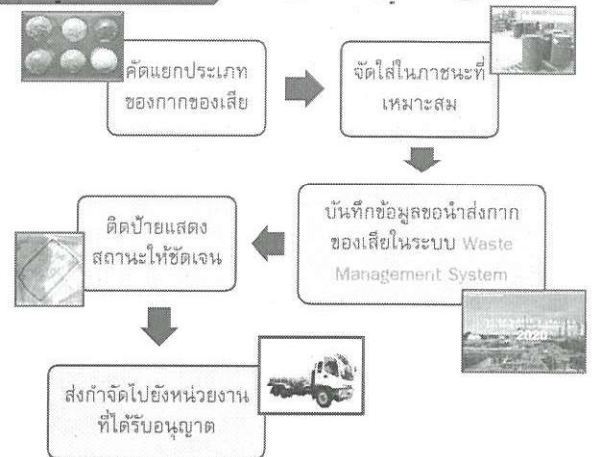 คัดแยกประเภท
ของกากของเสีย
จัดใส่ในภาชนะที่
เหมาะสม
บันทึกข้อมูลขอนำส่งกาก
ของเสียในระบบ Waste
Management System
2020
ติดป้ายแสดง
สถานะให้ชัดเจน
ส่งกำจัดไปยังหน่วยงาน
ที่ได้รับอนุญาต